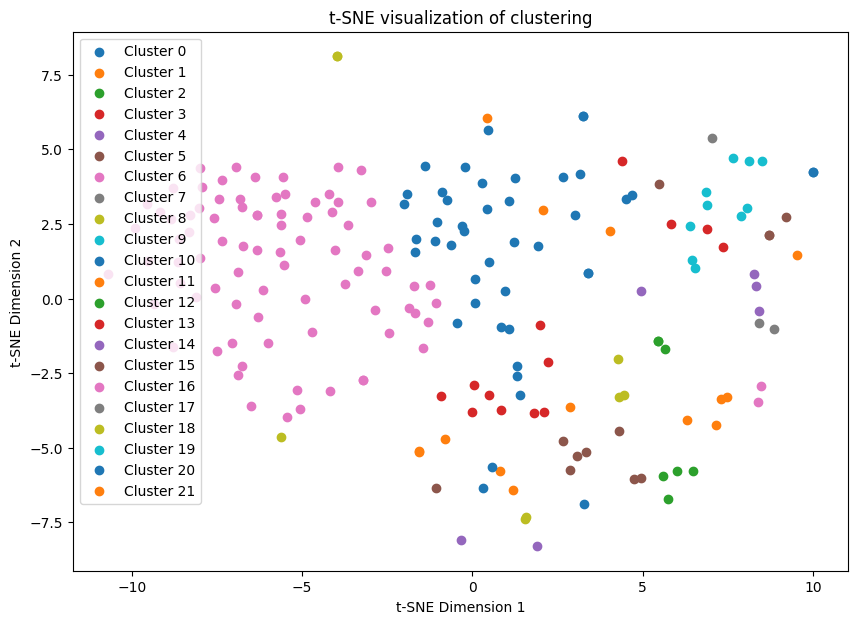 t-SNE visualization of clustering
Cluster 0
Cluster 1
Cluster 2
Cluster 3
Cluster 4
Cluster 5
Cluster 6
Cluster 7
Cluster 8
Cluster 9
Cluster 10
Cluster 11
Cluster 12
Cluster 13
Cluster 14
Cluster 15
Cluster 16
Cluster 17
Cluster 18
Cluster 19
Cluster 20
Cluster 21
t-SNE Dimension 2
7.5
5.0
2.5
0.0
−2.5
−5.0
−7.5
−10
−5
0
5
10
t-SNE Dimension 1